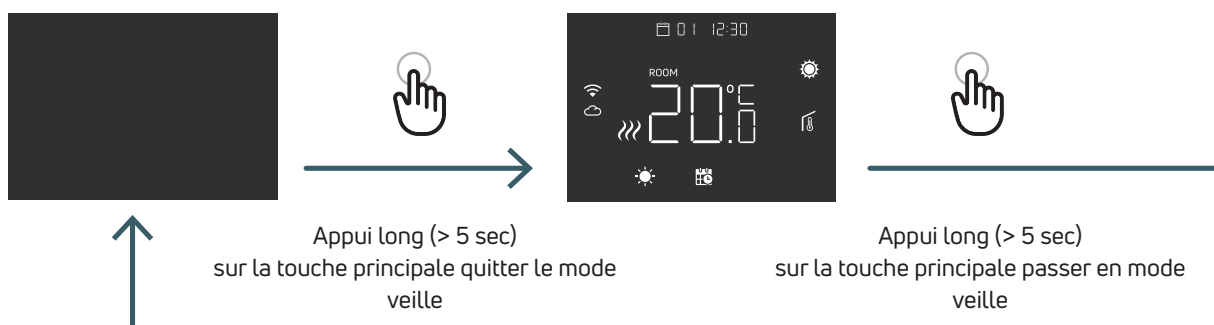 01 12:30
ROOM
20.0°C
Appui long (> 5 sec)
sur la touche principale quitter le mode
veille
Appui long (> 5 sec)
sur la touche principale passer en mode
veille